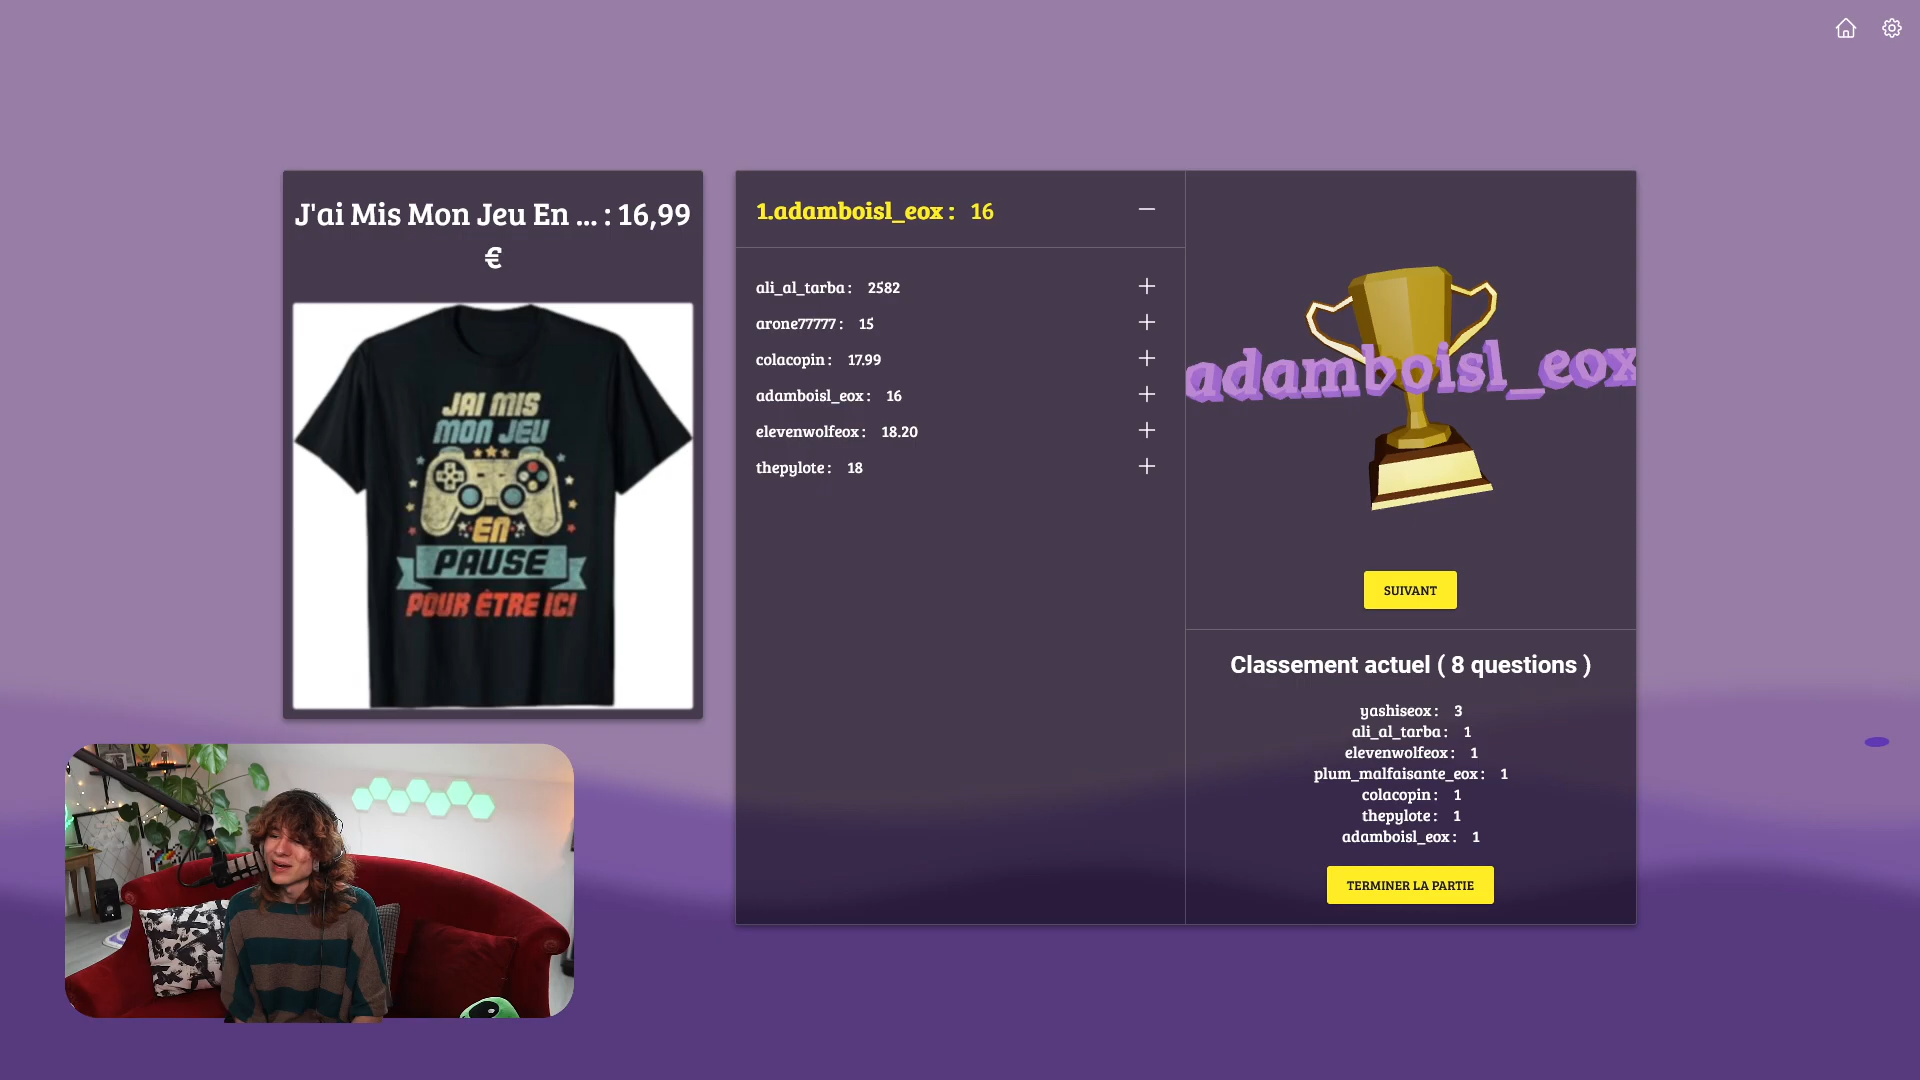 J'ai Mis Mon Jeu En ... : 16,99
€
JAI MIS
MON JEU
EN
PAUSE
POUR ÊTRE ICI
1.adamboisl_eox : 16
ali_al_tarba : 2582
arone77777 : 15
colacopin : 17.99
adamboisl_eox : 16
elevenwolfeox : 18.20
thepylote : 18
adamboisl_eox
SUIVANT
Classement actuel ( 8 questions )
yashiseox : 3
ali_al_tarba : 1
elevenwolfeox : 1
plum_malfaisante_eox : 1
colacopin : 1
thepylote : 1
adamboisl_eox : 1
TERMINER LA PARTIE